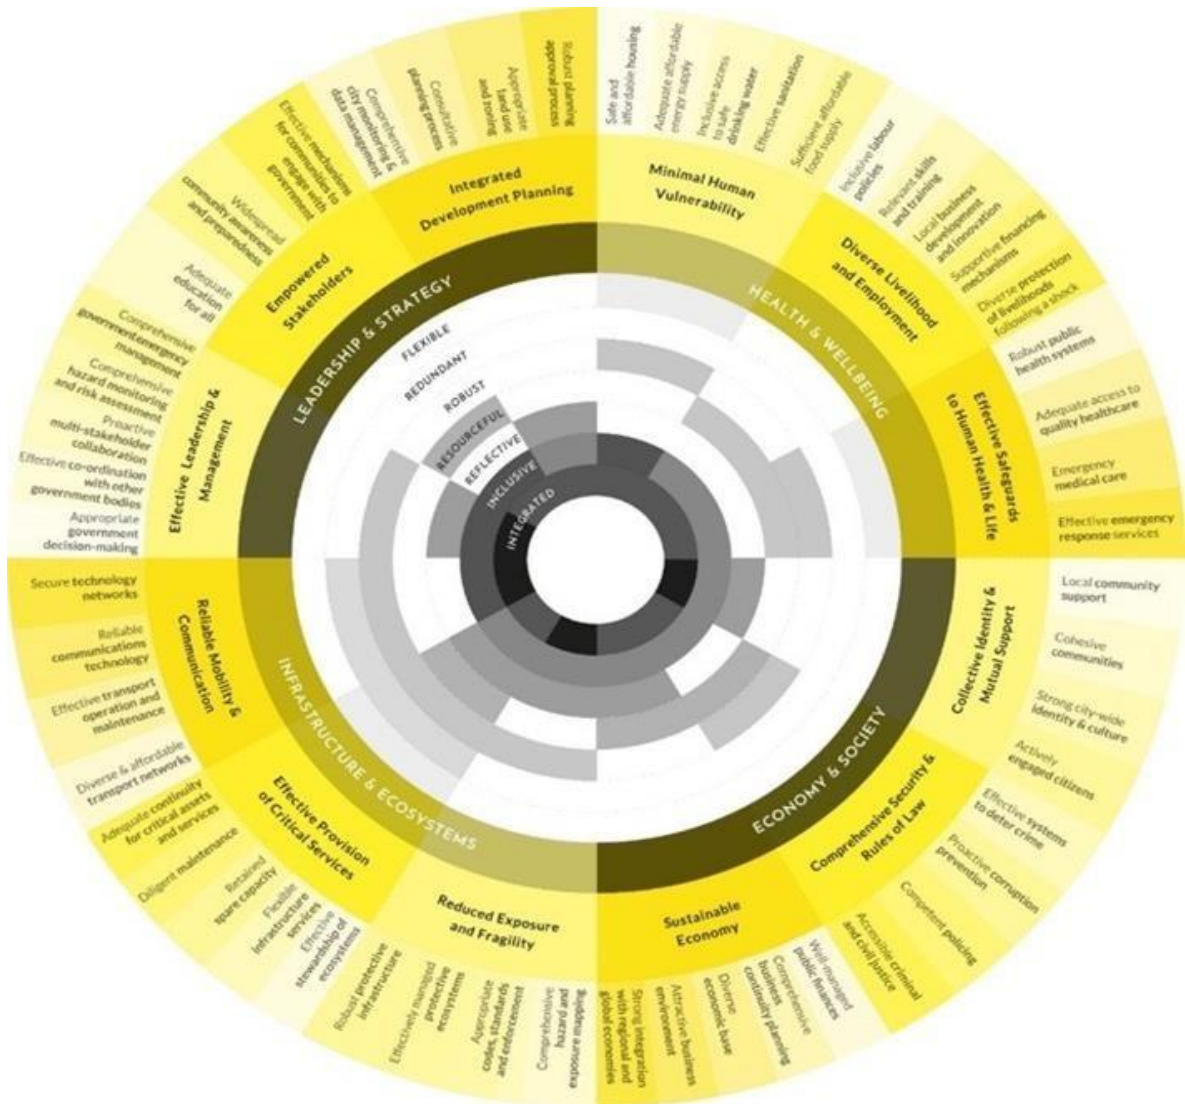 Safe and
affordable housing
Adequate affordable
energy supply
Inclusive access
to safe
drinking water
Effective sanitation
Sufficient affordable
food supply
Inclusive labour
policies
Relevant skills
and training
Local business
development
and innovation
Supportive financing
mechanisms
Diverse protection
of livelihoods
following a shock
Robust public
health systems
Adequate access to
quality healthcare
Emergency
medical care
Effective emergency
response services
Local community
support
Cohesive
communities
Strong city-wide
identity & culture
Actively
engaged citizens
Effective systems
to deter crime
Proactive corruption
prevention
Competent policing
Accessible criminal
and civil justice
Well-managed
public finances
Comprehensive
business
continuity planning
Diverse
economic base
Attractive business
environment
Strong integration
with regional and
global economies
Comprehensive
hazard and
exposure mapping
Appropriate
codes, standards
and enforcement
Effectively managed
protective
ecosystems
Robust protective
infrastructure
Effective
stewardship of
ecosystems
Flexible
infrastructure
services
Retained
spare capacity
Diligent maintenance
Adequate continuity
for critical assets
and services
Diverse & affordable
transport networks
Effective transport
operation and
maintenance
Reliable
communications
technology
Secure technology
networks
Appropriate
government
decision-making
Effective co-ordination
with other
government bodies
Proactive
multi-stakeholder
collaboration
Comprehensive
hazard monitoring
and risk assessment
Comprehensive
government emergency
management
Adequate
education
for all
Widespread
community awareness
and preparedness
Effective mechanisms
for communities to
engage with
government
Comprehensive
city monitoring &
data management
Consultative
planning process
Appropriate
land use
and zoning
Robust planning
approval process
Minimal Human
Vulnerability
Diverse Livelihood
and Employment
Effective Safeguards
to Human Health & Life
Collective Identity &
Mutual Support
Comprehensive Security &
Rules of Law
Sustainable
Economy
Reduced Exposure
and Fragility
Effective Provision
of Critical Services
Reliable Mobility &
Communication
Effective Leadership &
Management
Empowered
Stakeholders
Integrated
Development Planning
HEALTH & WELLBEING
ECONOMY & SOCIETY
INFRASTRUCTURE & ECOSYSTEMS
LEADERSHIP & STRATEGY
FLEXIBLE
REDUNDANT
ROBUST
RESOURCEFUL
REFLECTIVE
INCLUSIVE
INTEGRATED